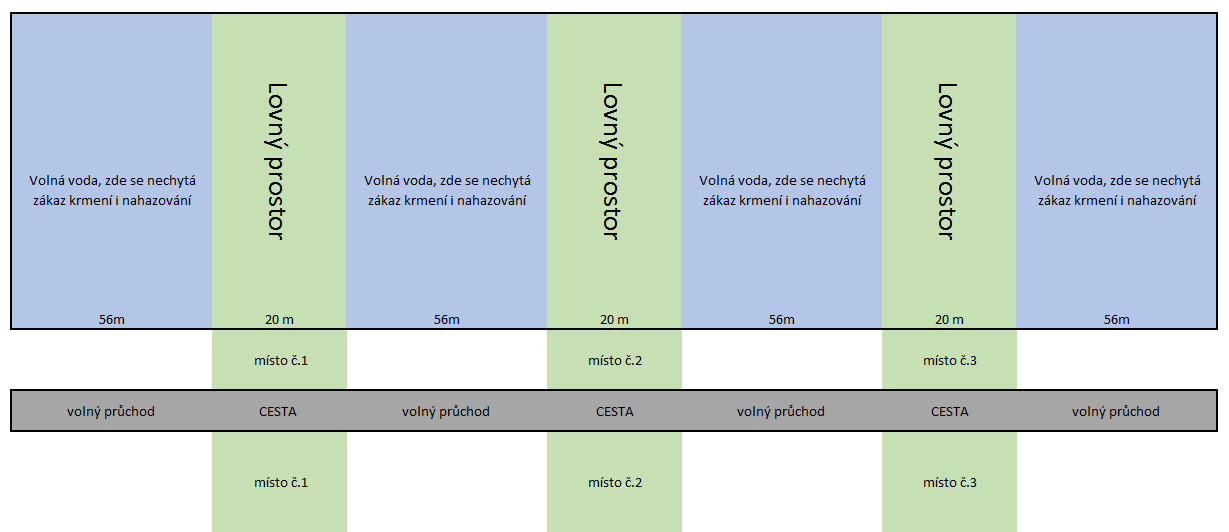 Lovný prostor
Lovný prostor
Lovný prostor
Volná voda, zde se nechytá
zákaz krmení i nahazování
Volná voda, zde se nechytá
zákaz krmení i nahazování
Volná voda, zde se nechytá
zákaz krmení i nahazování
Volná voda, zde se nechytá
zákaz krmení i nahazování
56m
20 m
56m
20 m
56m
20 m
56m
místo č.1
místo č.2
místo č.3
volný průchod
CESTA
volný průchod
CESTA
volný průchod
CESTA
volný průchod
místo č.1
místo č.2
místo č.3